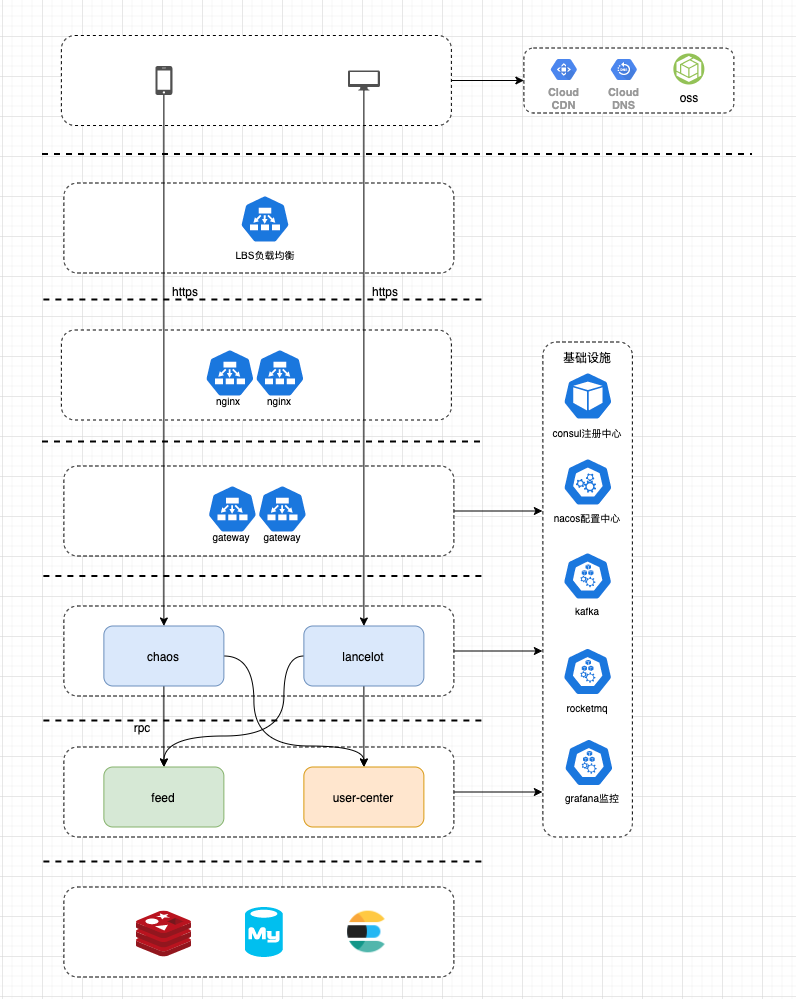 Cloud
CDN
Cloud
DNS
OSS
LBS负载均衡
https
https
nginx
nginx
gateway
gateway
基础设施
consul注册中心
nacos配置中心
kafka
rocketmq
grafana监控
chaos
lancelot
rpc
feed
user-center
My